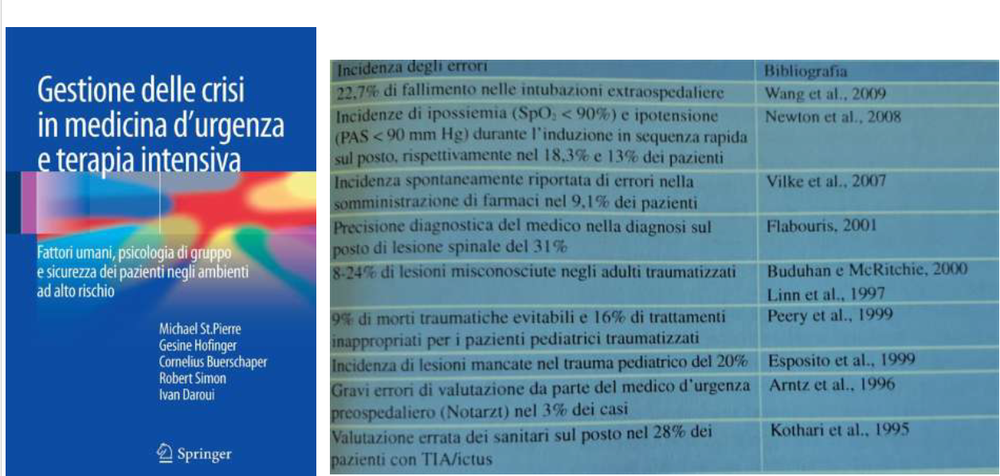 Gestione delle crisi
in medicina d'urgenza
e terapia intensiva
Fattori umani, psicologia di gruppo
e sicurezza dei pazienti negli ambienti
ad alto rischio
Michael St.Pierre
Gesine Hofinger
Cornelius Buerschaper
Robert Simon
Ivan Daroui
Springer
Incidenza degli errori
Bibliografia
22,7% di fallimento nelle intubazioni extraospedaliere
Wang et al., 2009
Incidenze di ipossiemia (SpO₂ < 90%) e ipotensione
(PAS < 90 mm Hg) durante l'induzione in sequenza rapida
sul posto, rispettivamente nel 18,3% e 13% dei pazienti
Newton et al., 2008
Incidenza spontaneamente riportata di errori nella
somministrazione di farmaci nel 9,1% dei pazienti
Vilke et al., 2007
Precisione diagnostica del medico nella diagnosi sul
posto di lesione spinale del 31%
Flabouris, 2001
8-24% di lesioni misconosciute negli adulti traumatizzati
Buduhan e McRitchie, 2000
Linn et al., 1997
9% di morti traumatiche evitabili e 16% di trattamenti
inappropriati per i pazienti pediatrici traumatizzati
Peery et al., 1999
Incidenza di lesioni mancate nel trauma pediatrico del 20%
Esposito et al., 1999
Gravi errori di valutazione da parte del medico d'urgenza
preospedaliero (Notarzt) nel 3% dei casi
Arntz et al., 1996
Valutazione errata dei sanitari sul posto nel 28% dei
pazienti con TIA/ictus
Kothari et al., 1995